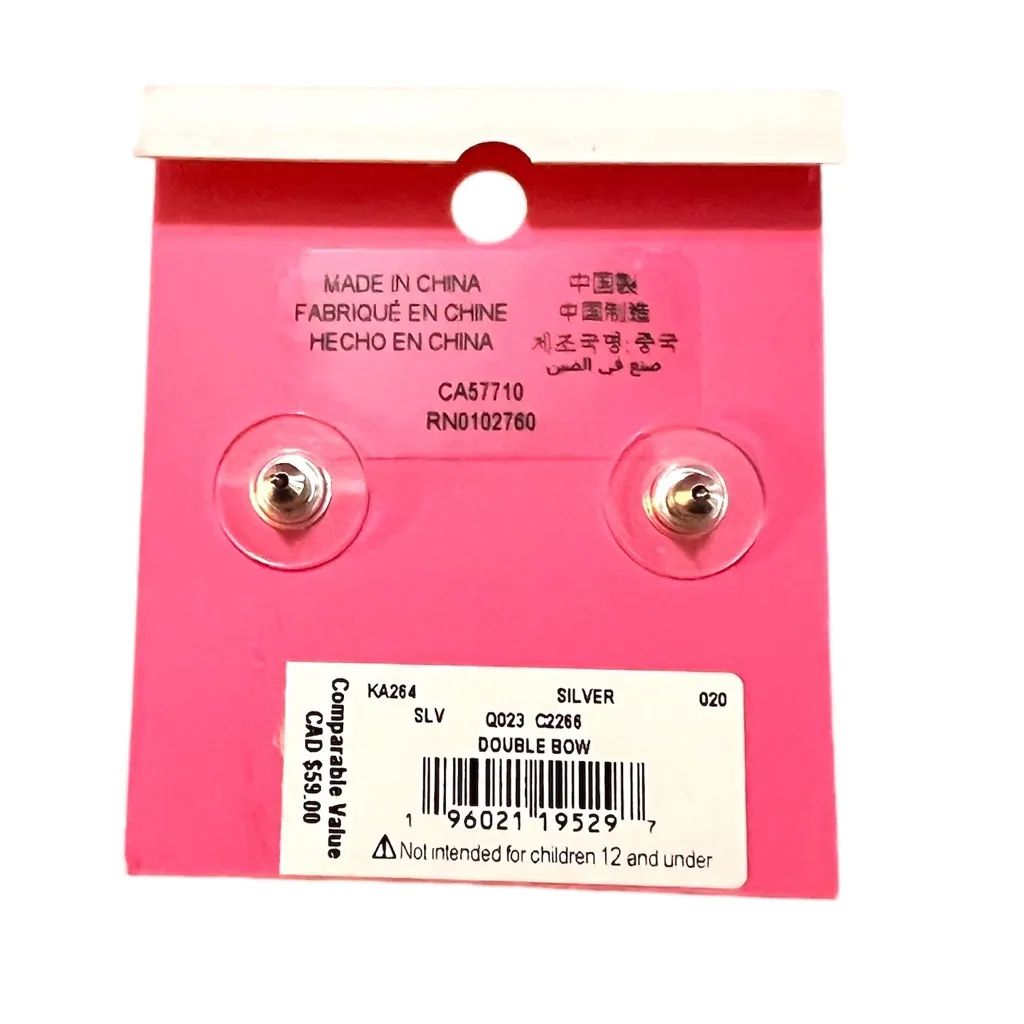 MADE IN CHINA
FABRIQUÉ EN CHINE
HECHO EN CHINA
中国製
中国制造
제조국명: 중국
صنع في الصين
CA57710
RN0102760
KA264 SILVER 020
SLV Q023 C2266
DOUBLE BOW
1 96021 19529 7
⚠ Not intended for children 12 and under
Comparable Value
CAD $59.00